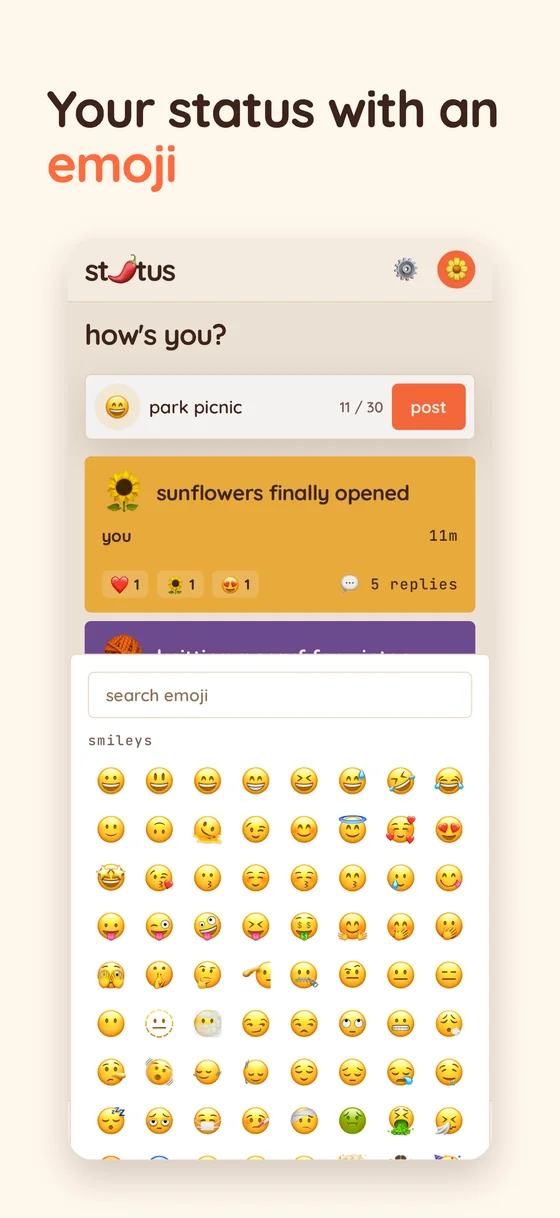 Your status with an
emoji
st🌶️tus
how's you?
park picnic
11 / 30
post
sunflowers finally opened
you
11m
1
1
1
5 replies
search emoji
smileys